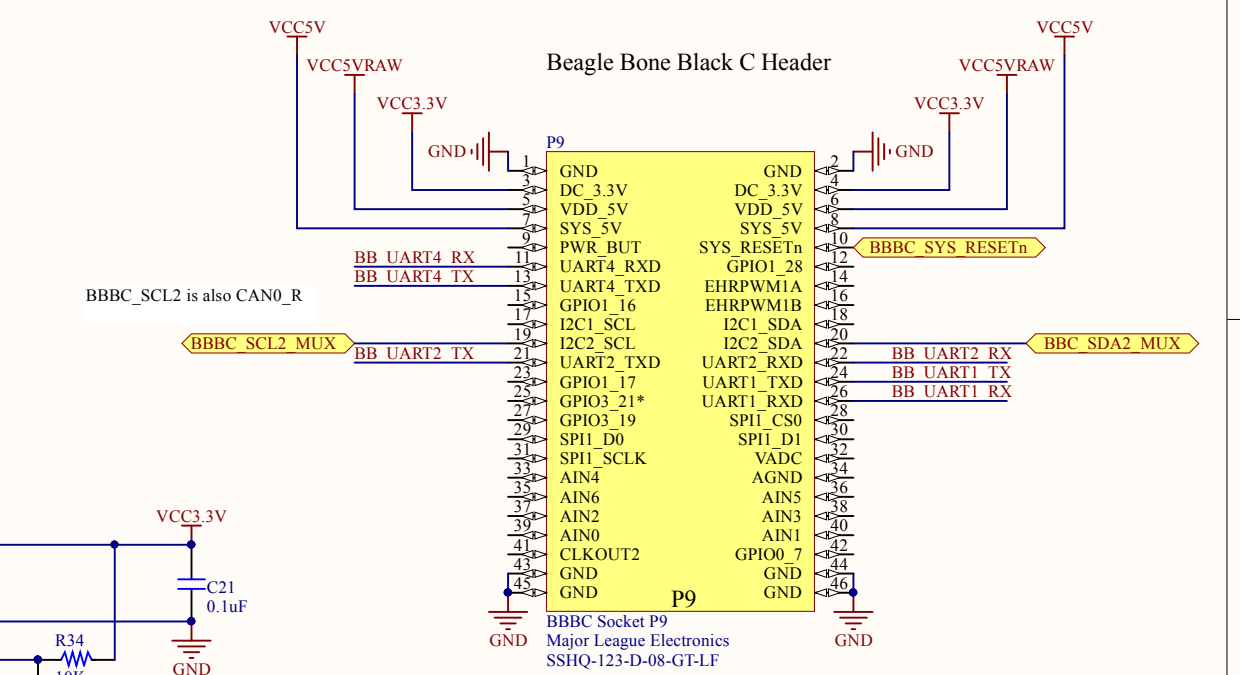 VCC5V
VCC5V
Beagle Bone Black C Header
VCC5VRAW
VCC5VRAW
VCC3.3V
VCC3.3V
P9
GND
GND
1 GND GND 2
3 DC_3.3V DC_3.3V 4
5 VDD_5V VDD_5V 6
7 SYS_5V SYS_5V 8
9 PWR_BUT SYS_RESETn 10 BBBC_SYS_RESETn
BB_UART4_RX 11 UART4_RXD GPIO1_28 12
BB_UART4_TX 13 UART4_TXD EHRPWM1A 14
BBBC_SCL2 is also CAN0_R
15 GPIO1_16 EHRPWM1B 16
17 I2C1_SCL I2C1_SDA 18
BBBC_SCL2_MUX 19 I2C2_SCL I2C2_SDA 20 BBC_SDA2_MUX
BB_UART2_TX 21 UART2_TXD UART2_RXD 22 BB_UART2_RX
23 GPIO1_17 UART1_TXD 24 BB_UART1_TX
25 GPIO3_21* UART1_RXD 26 BB_UART1_RX
27 GPIO3_19 SPI1_CS0 28
29 SPI1_D0 SPI1_D1 30
31 SPI1_SCLK VADC 32
33 AIN4 AGND 34
35 AIN6 AIN5 36
37 AIN2 AIN3 38
39 AIN0 AIN1 40
41 CLKOUT2 GPIO0_7 42
43 GND GND 44
45 GND GND 46
P9
GND
GND
BBBC Socket P9
Major League Electronics
SSHQ-123-D-08-GT-LF
VCC3.3V
C21
0.1uF
R34
10K
GND